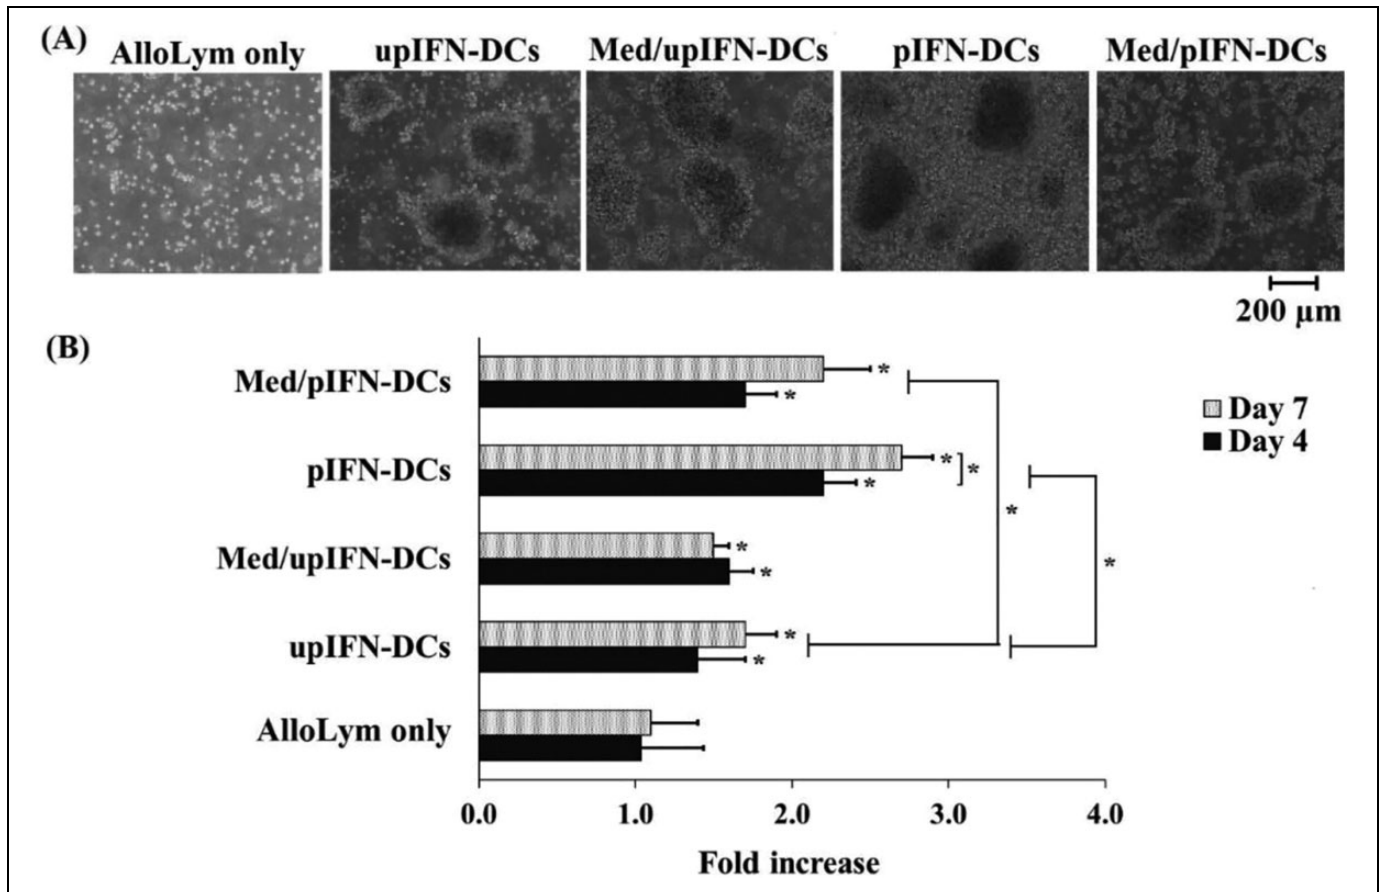 (A)
AlloLym only
upIFN-DCs
Med/upIFN-DCs
pIFN-DCs
Med/pIFN-DCs
200 μm
(B)
Med/pIFN-DCs
pIFN-DCs
Med/upIFN-DCs
upIFN-DCs
AlloLym only
* * * * * * * * * * *
Day 7
Day 4
0.0 1.0 2.0 3.0 4.0
Fold increase